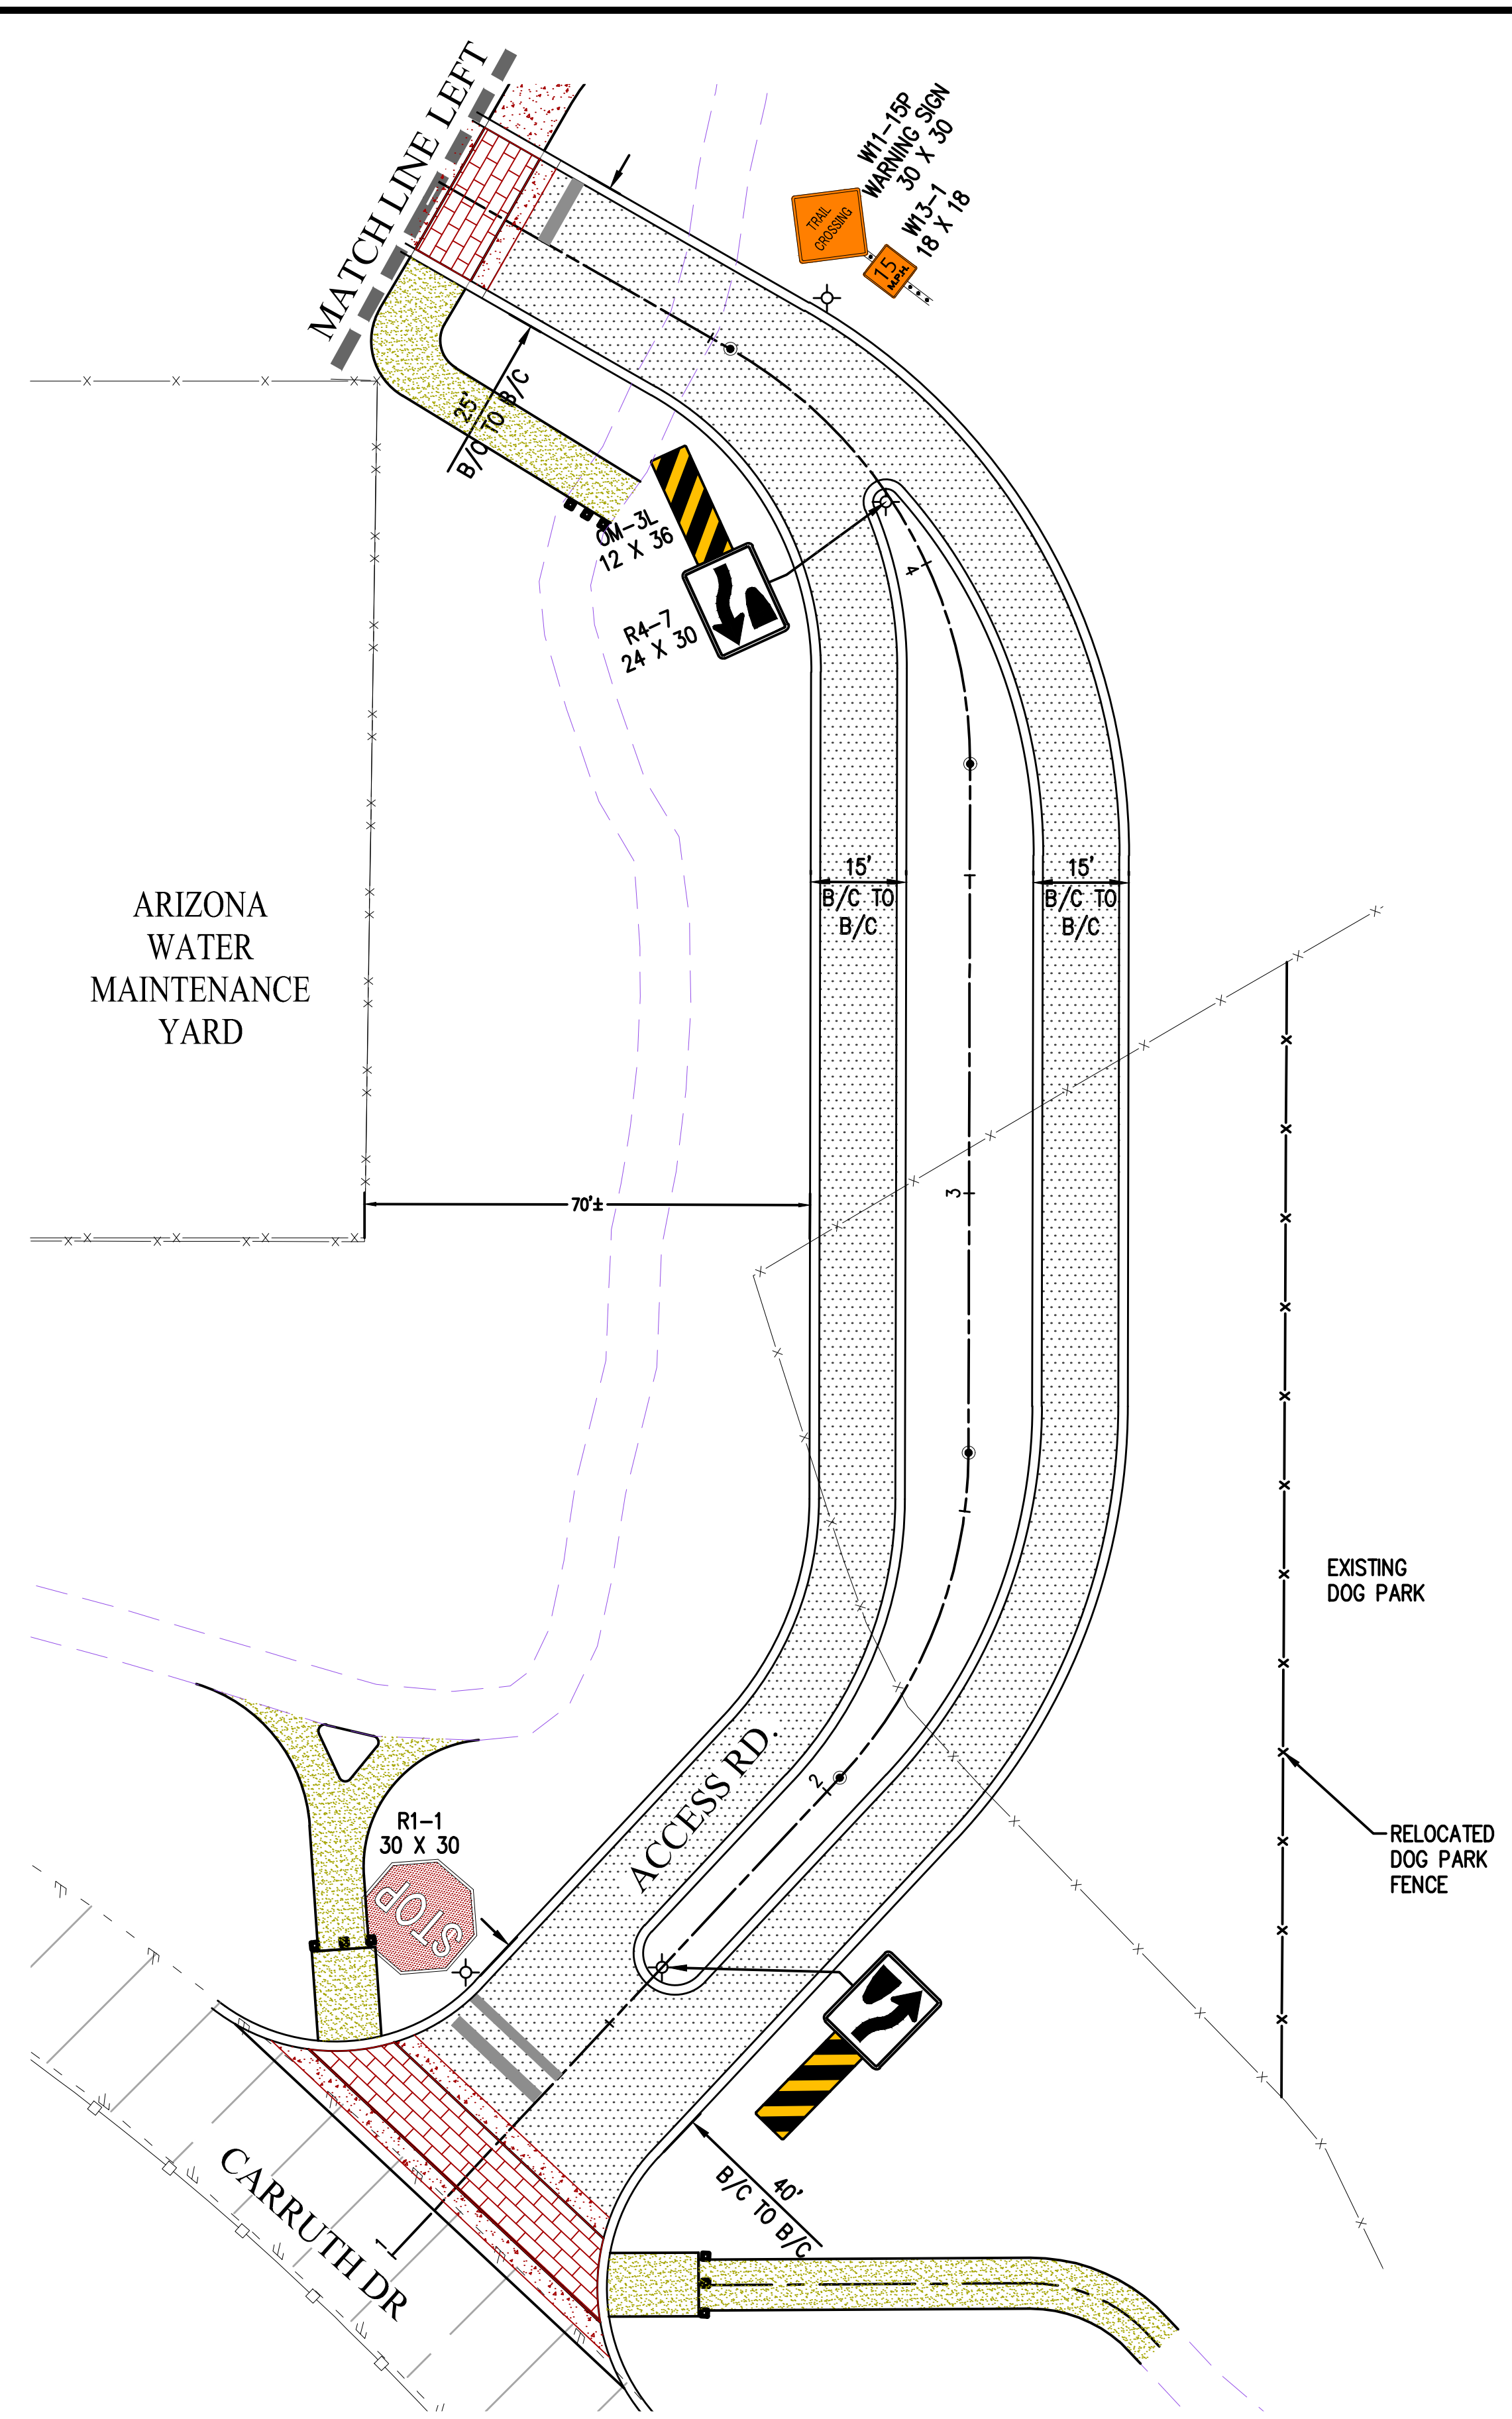 MATCH LINE LEFT
W11-15P
WARNING SIGN
30 X 30
W13-1
18 X 18
TRAIL
CROSSING
15
M.P.H.
25'
B/C TO B/C
OM-3L
12 X 36
R4-7
24 X 30
4
15'
B/C TO
B/C
15'
B/C TO
B/C
ARIZONA
WATER
MAINTENANCE
YARD
70'±
3
EXISTING
DOG PARK
ACCESS RD.
2
R1-1
30 X 30
STOP
RELOCATED
DOG PARK
FENCE
40'
B/C TO B/C
1
CARRUTH DR